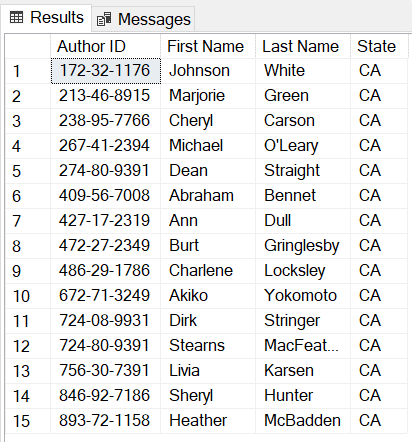 Results Messages
Author ID First Name Last Name State
1 172-32-1176 Johnson White CA
2 213-46-8915 Marjorie Green CA
3 238-95-7766 Cheryl Carson CA
4 267-41-2394 Michael O'Leary CA
5 274-80-9391 Dean Straight CA
6 409-56-7008 Abraham Bennet CA
7 427-17-2319 Ann Dull CA
8 472-27-2349 Burt Gringlesby CA
9 486-29-1786 Charlene Locksley CA
10 672-71-3249 Akiko Yokomoto CA
11 724-08-9931 Dirk Stringer CA
12 724-80-9391 Stearns MacFeat... CA
13 756-30-7391 Livia Karsen CA
14 846-92-7186 Sheryl Hunter CA
15 893-72-1158 Heather McBadden CA